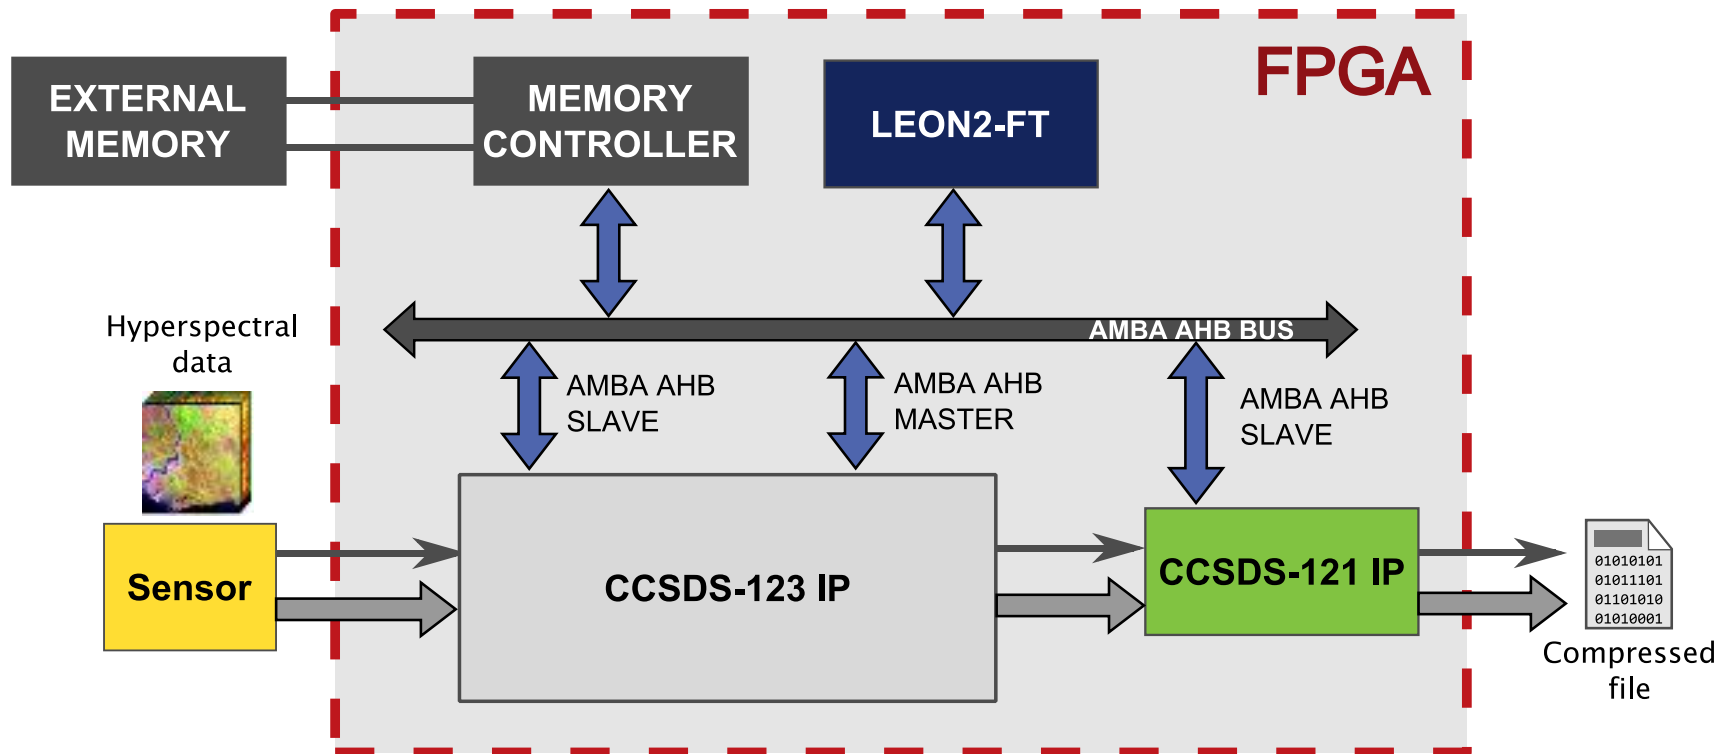 FPGA
EXTERNAL
MEMORY
MEMORY
CONTROLLER
LEON2-FT
AMBA AHB BUS
Hyperspectral
data
AMBA AHB
SLAVE
AMBA AHB
MASTER
AMBA AHB
SLAVE
Sensor
CCSDS-123 IP
CCSDS-121 IP
01010101
01011101
01101010
01010001
Compressed
file